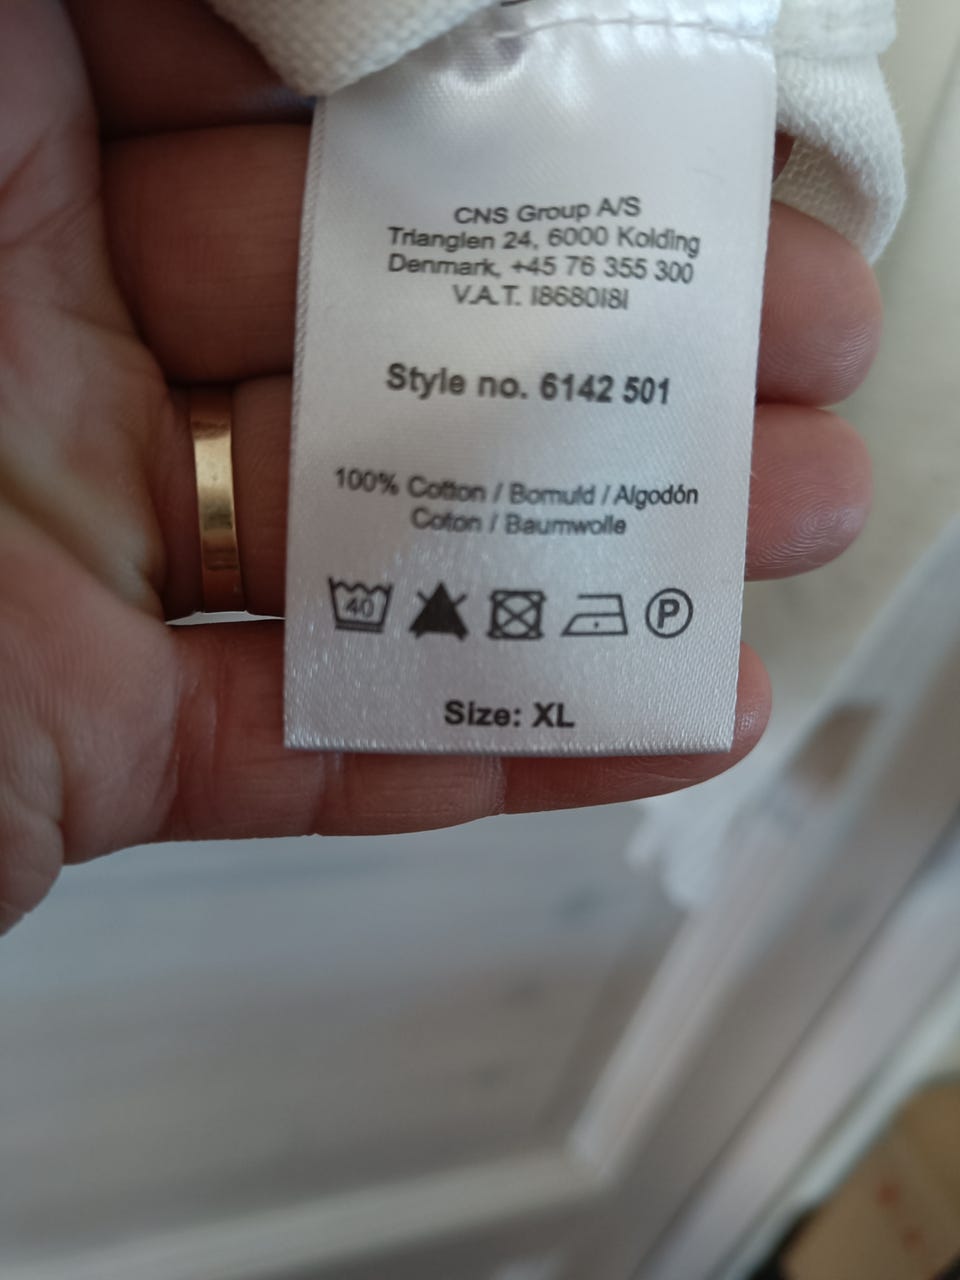 CNS Group A/S
Trianglen 24, 6000 Kolding
Denmark, +45 76 355 300
V.A.T. 18680181
Style no. 6142 501
100% Cotton / Bomuld / Algodón
Coton / Baumwolle
40 P
Size: XL